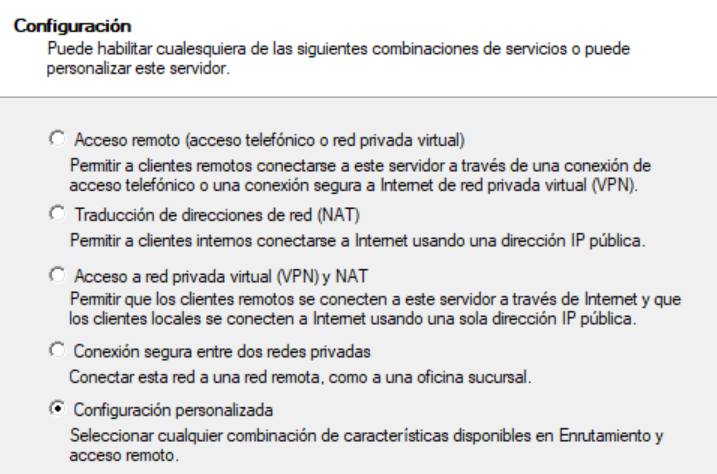 Configuración
Puede habilitar cualesquiera de las siguientes combinaciones de servicios o puede
personalizar este servidor.
Acceso remoto (acceso telefónico o red privada virtual)
Permitir a clientes remotos conectarse a este servidor a través de una conexión de
acceso telefónico o una conexión segura a Internet de red privada virtual (VPN).
Traducción de direcciones de red (NAT)
Permitir a clientes internos conectarse a Internet usando una dirección IP pública.
Acceso a red privada virtual (VPN) y NAT
Permitir que los clientes remotos se conecten a este servidor a través de Internet y que
los clientes locales se conecten a Internet usando una sola dirección IP pública.
Conexión segura entre dos redes privadas
Conectar esta red a una red remota, como a una oficina sucursal.
Configuración personalizada
Seleccionar cualquier combinación de características disponibles en Enrutamiento y
acceso remoto.